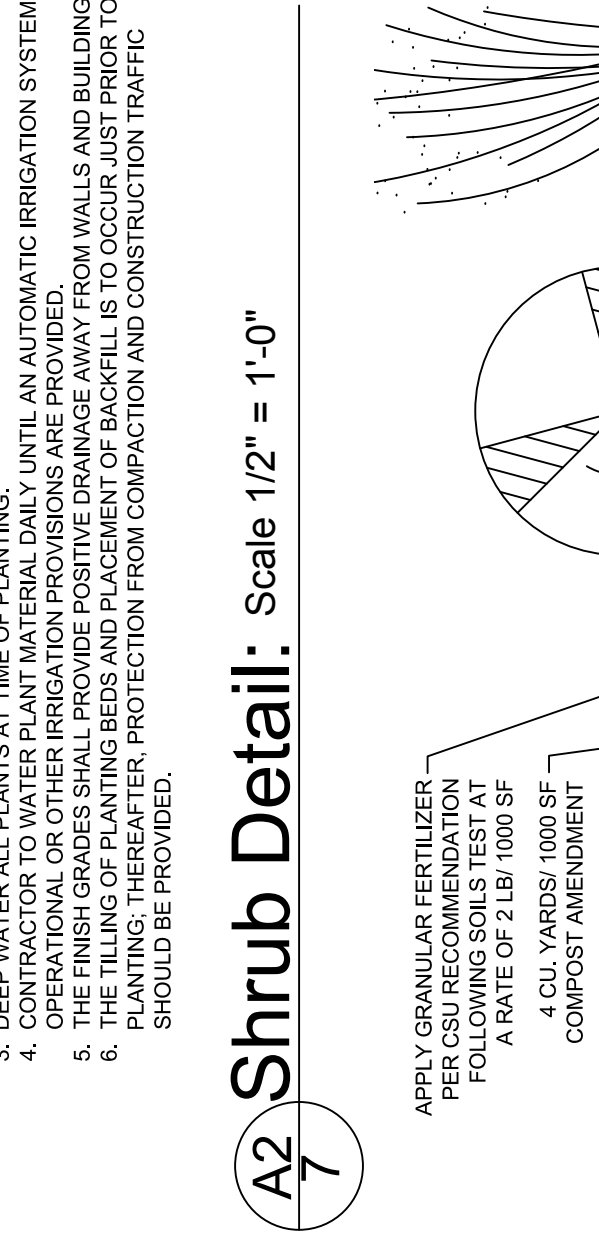 3. DEEP WATER ALL PLANTS AT TIME OF PLANTING.
4. CONTRACTOR TO WATER PLANT MATERIAL DAILY UNTIL AN AUTOMATIC IRRIGATION SYSTEM
OPERATIONAL OR OTHER IRRIGATION PROVISIONS ARE PROVIDED.
5. THE FINISH GRADES SHALL PROVIDE POSITIVE DRAINAGE AWAY FROM WALLS AND BUILDING
6. THE TILLING OF PLANTING BEDS AND PLACEMENT OF BACKFILL IS TO OCCUR JUST PRIOR TO
PLANTING; THEREAFTER, PROTECTION FROM COMPACTION AND CONSTRUCTION TRAFFIC
SHOULD BE PROVIDED.
A2 Shrub Detail: Scale 1/2" = 1'-0"
7
APPLY GRANULAR FERTILIZER
PER CSU RECOMMENDATION
FOLLOWING SOILS TEST AT
A RATE OF 2 LB/ 1000 SF
4 CU. YARDS/ 1000 SF
COMPOST AMENDMENT